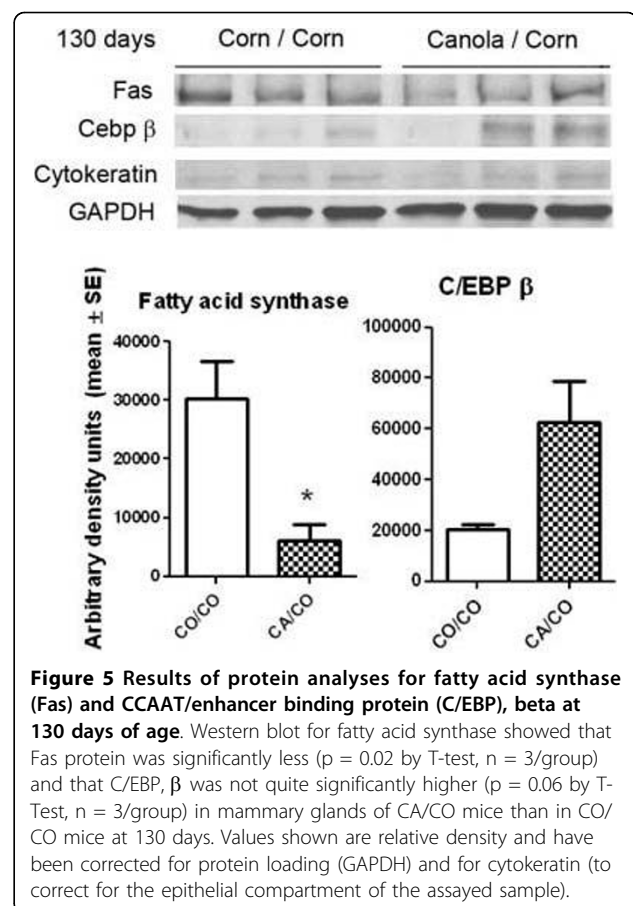 130 days Corn / Corn Canola / Corn
Fas
Cebp β
Cytokeratin
GAPDH
Arbitrary density units (mean ± SE)
Fatty acid synthase
40000
30000
20000
10000
0
*
CO/CO CA/CO
C/EBP β
100000
80000
60000
40000
20000
0
CO/CO CA/CO
Figure 5 Results of protein analyses for fatty acid synthase
(Fas) and CCAAT/enhancer binding protein (C/EBP), beta at
130 days of age. Western blot for fatty acid synthase showed that
Fas protein was significantly less (p = 0.02 by T-test, n = 3/group)
and that C/EBP, β was not quite significantly higher (p = 0.06 by T-
Test, n = 3/group) in mammary glands of CA/CO mice than in CO/
CO mice at 130 days. Values shown are relative density and have
been corrected for protein loading (GAPDH) and for cytokeratin (to
correct for the epithelial compartment of the assayed sample).